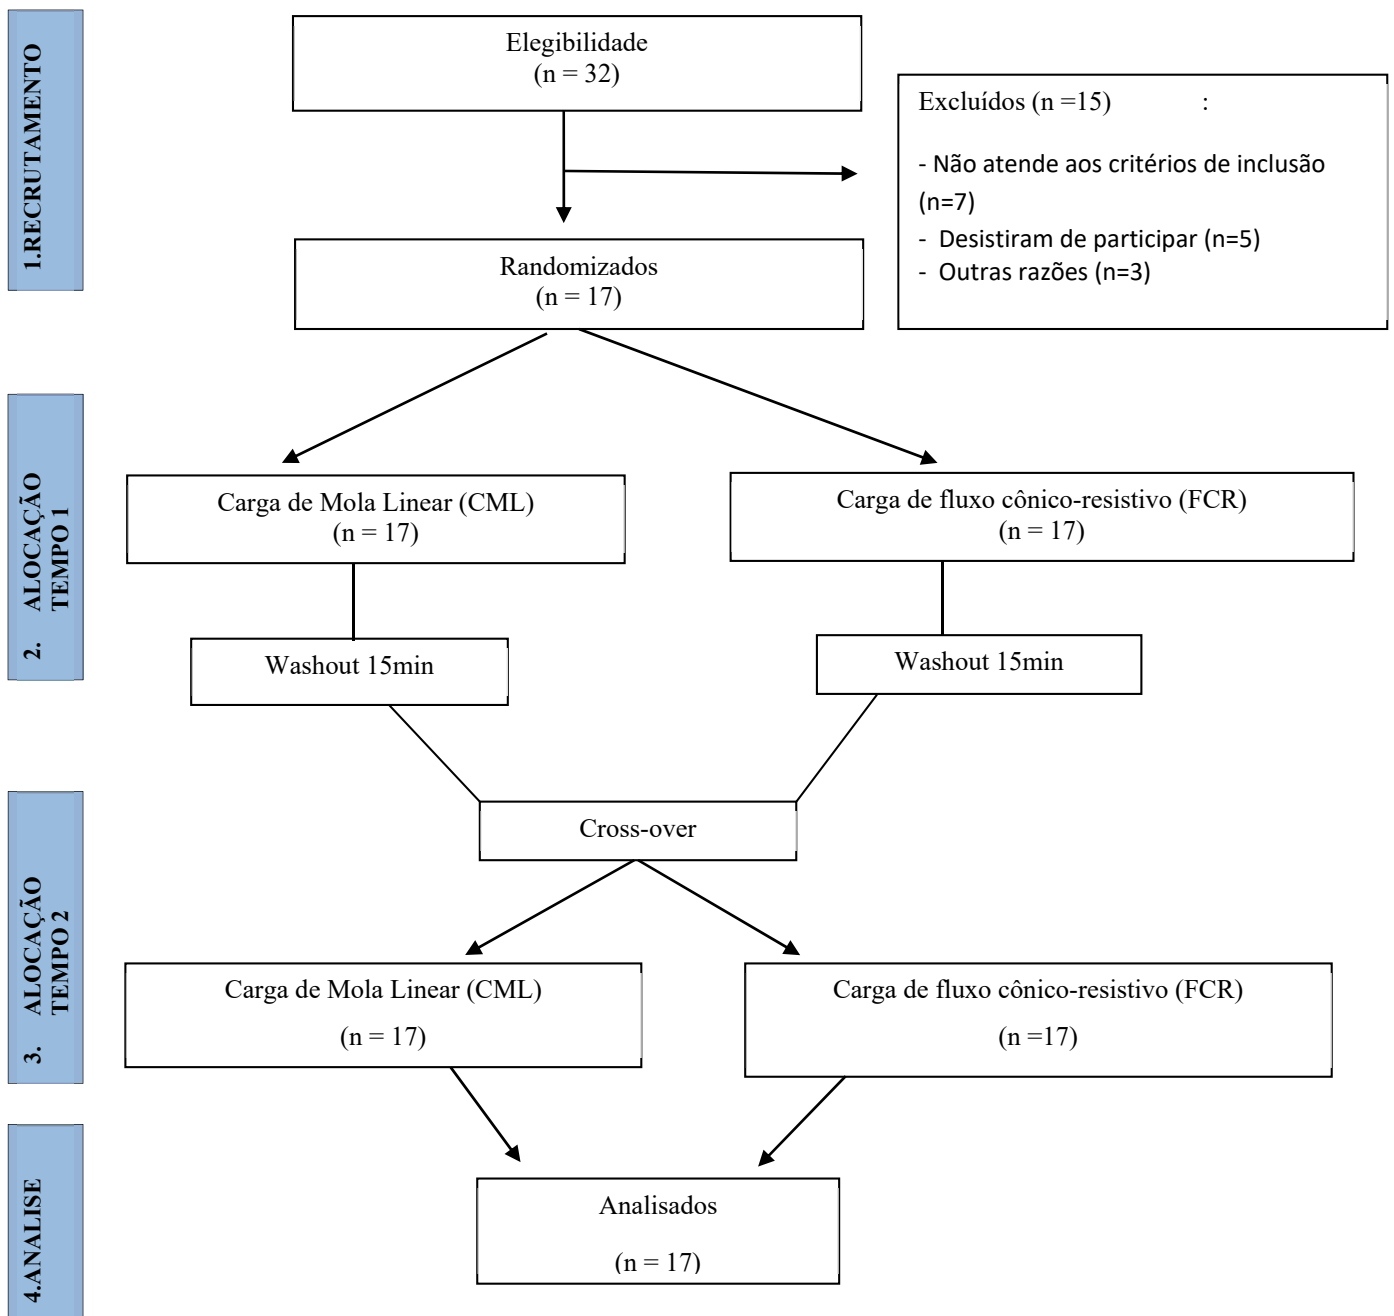 1.RECRUTAMENTO
Elegibilidade
(n = 32)
Excluídos (n =15) :
- Não atende aos critérios de inclusão
(n=7)
- Desistiram de participar (n=5)
- Outras razões (n=3)
Randomizados
(n = 17)
2. ALOCAÇÃO
TEMPO 1
Carga de Mola Linear (CML)
(n = 17)
Carga de fluxo cônico-resistivo (FCR)
(n = 17)
Washout 15min
Washout 15min
Cross-over
3. ALOCAÇÃO
TEMPO 2
Carga de Mola Linear (CML)
(n = 17)
Carga de fluxo cônico-resistivo (FCR)
(n =17)
4.ANALISE
Analisados
(n = 17)